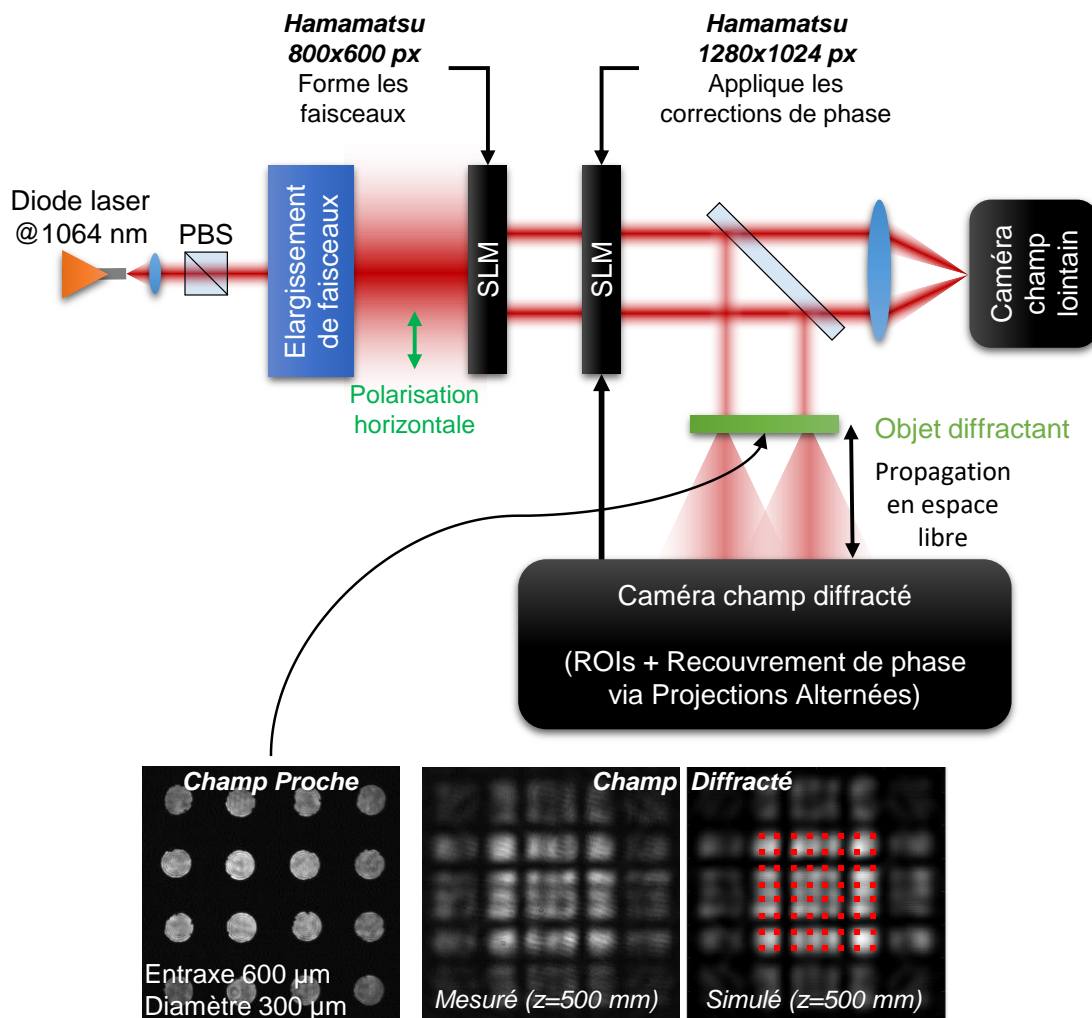 Hamamatsu
800x600 px
Forme les
faisceaux
Hamamatsu
1280x1024 px
Applique les
corrections de phase
Diode laser
@1064 nm
PBS
Elargissement
de faisceaux
SLM
SLM
Caméra
champ
lointain
Polarisation
horizontale
Objet diffractant
Propagation
en espace
libre
Caméra champ diffracté
(ROIs + Recouvrement de phase
via Projections Alternées)
Champ Proche
Entraxe 600 µm
Diamètre 300 µm
Champ Diffracté
Mesuré (z=500 mm)
Simulé (z=500 mm)